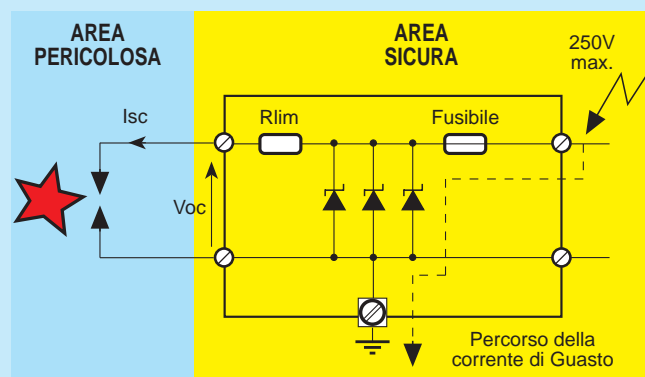 AREA
PERICOLOSA
AREA
SICURA
250V
max.
Isc
Rlim
Fusibile
Voc
Percorso della
corrente di Guasto